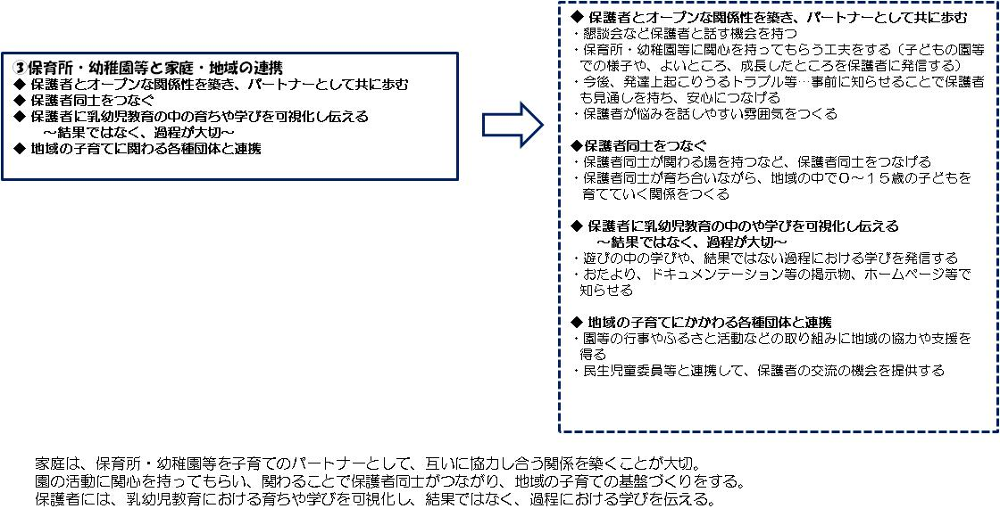 ③保育所・幼稚園等と家庭・地域の連携
◆ 保護者とオープンな関係性を築き、パートナーとして共に歩む
◆ 保護者同士をつなぐ
◆ 保護者に乳幼児教育の中の育ちや学びを可視化し伝える
～結果ではなく、過程が大切～
◆ 地域の子育てに関わる各種団体と連携
◆ 保護者とオープンな関係性を築き、パートナーとして共に歩む
・懇談会など保護者と話す機会を持つ
・保育所・幼稚園等に関心を持ってもらう工夫をする（子どもの園等
での様子や、よいところ、成長したところを保護者に発信する）
・今後、発達上起こりうるトラブル等…事前に知らせることで保護者
も見通しを持ち、安心につなげる
・保護者が悩みを話しやすい雰囲気をつくる
◆保護者同士をつなぐ
・保護者同士が関わる場を持つなど、保護者同士をつなげる
・保護者同士が育ち合いながら、地域の中で０～１５歳の子どもを
育てていく関係をつくる
◆ 保護者に乳幼児教育の中のや学びを可視化し伝える
～結果ではなく、過程が大切～
・遊びの中の学びや、結果ではない過程における学びを発信する
・おたより、ドキュメンテーション等の掲示物、ホームページ等で
知らせる
◆ 地域の子育てにかかわる各種団体と連携
・園等の行事やふるさと活動などの取り組みに地域の協力や支援を
得る
・民生児童委員等と連携して、保護者の交流の機会を提供する
家庭は、保育所・幼稚園等を子育てのパートナーとして、互いに協力し合う関係を築くことが大切。
園の活動に関心を持ってもらい、関わることで保護者同士がつながり、地域の子育ての基盤づくりをする。
保護者には、乳幼児教育における育ちや学びを可視化し、結果ではなく、過程における学びを伝える。